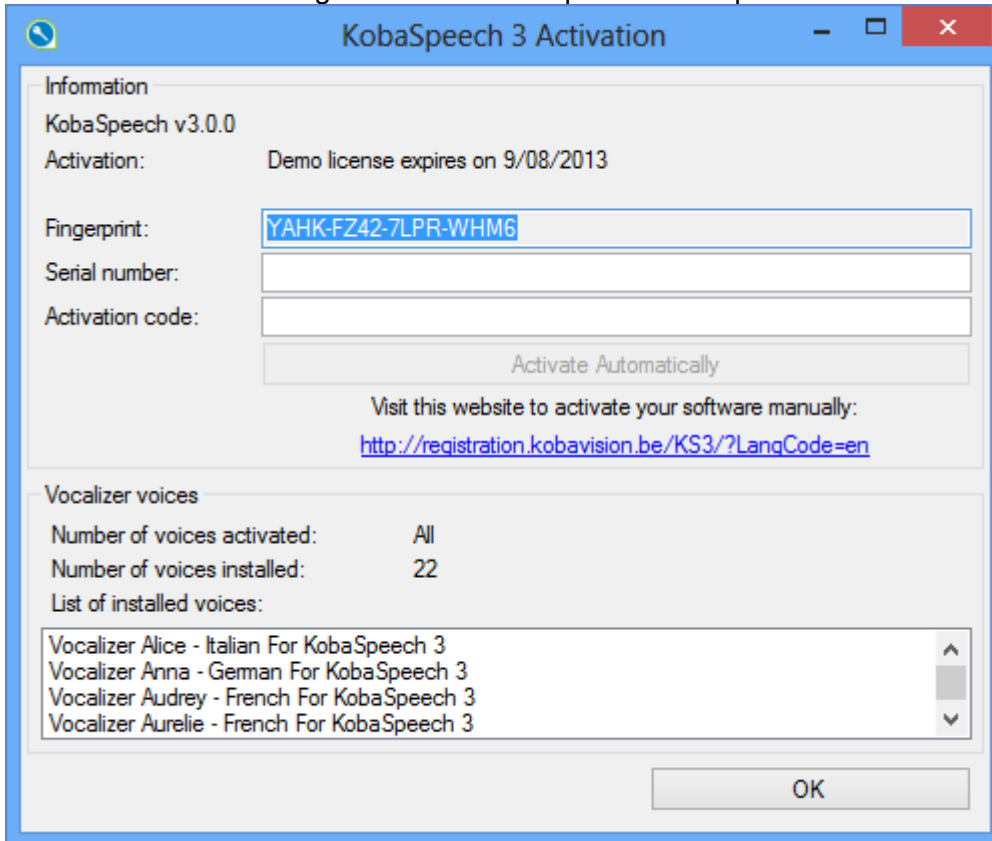 KobaSpeech 3 Activation
Information
KobaSpeech v3.0.0
Activation: Demo license expires on 9/08/2013
Fingerprint: YAHK-FZ42-7LPR-WHM6
Serial number:
Activation code:
Activate Automatically
Visit this website to activate your software manually:
http://registration.kobavision.be/KS3/?LangCode=en
Vocalizer voices
Number of voices activated: All
Number of voices installed: 22
List of installed voices:
Vocalizer Alice - Italian For KobaSpeech 3
Vocalizer Anna - German For KobaSpeech 3
Vocalizer Audrey - French For KobaSpeech 3
Vocalizer Aurelie - French For KobaSpeech 3
OK